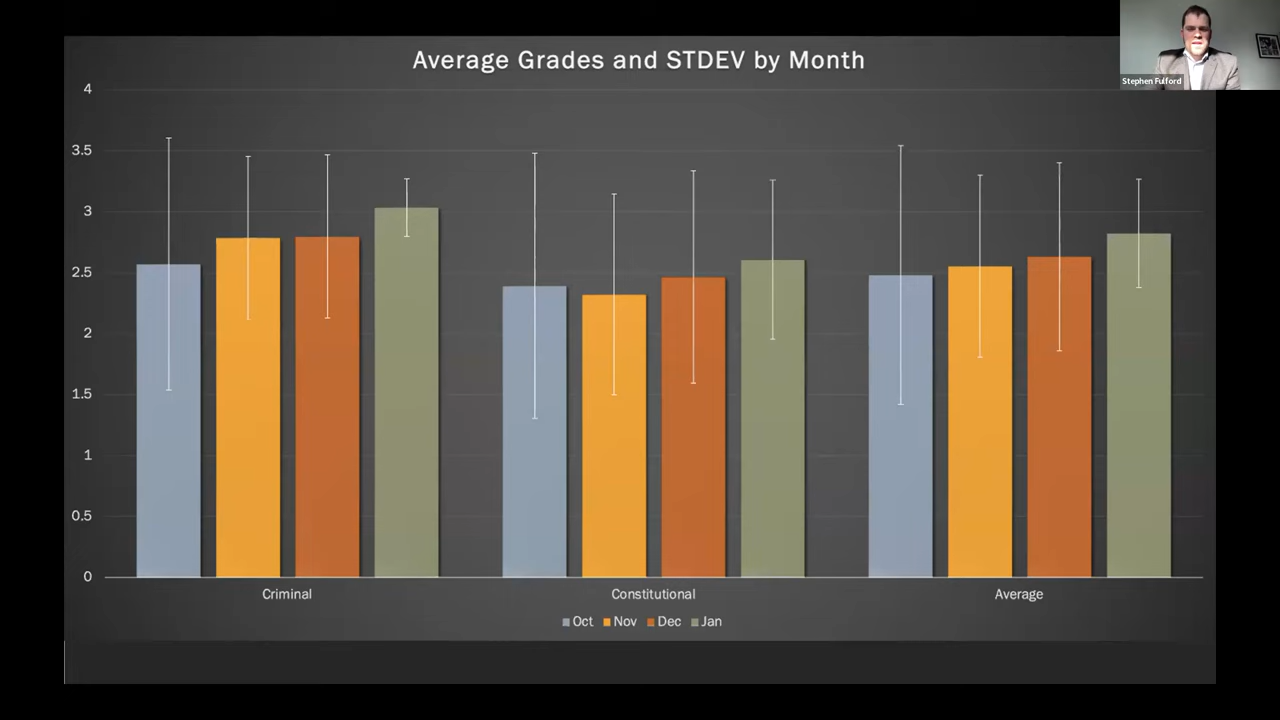 Average Grades and STDEV by Month
Stephen Fulford
4
3.5
3
2.5
2
1.5
1
0.5
0
Criminal Constitutional Average
Oct Nov Dec Jan